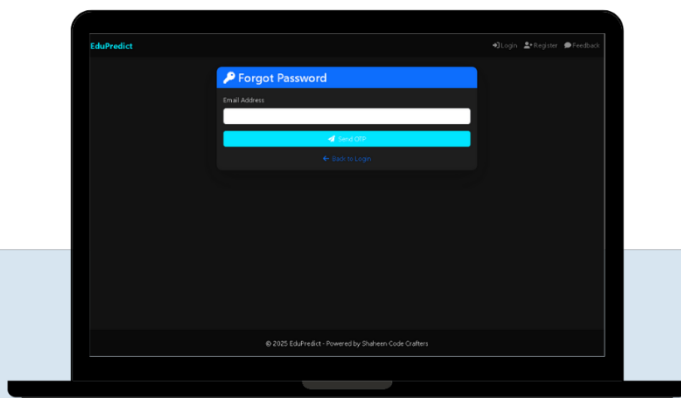 EduPredict
Login Register Feedback
Forgot Password
Email Address
Send OTP
Back to Login
© 2025 EduPredict - Powered by Shaheen Code Crafters